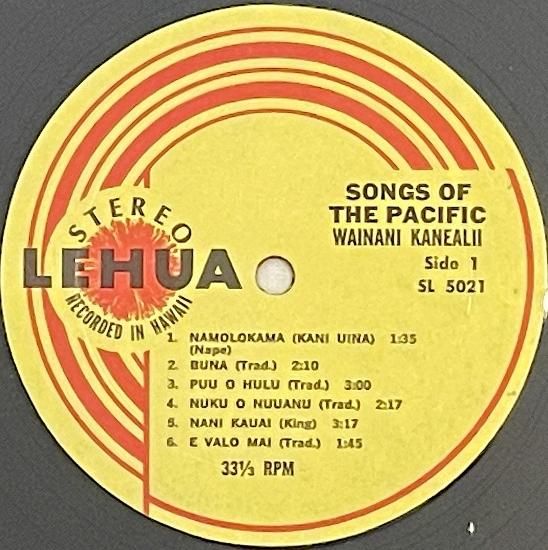 SONGS OF
THE PACIFIC
WAINANI KANEALII
Side 1
SL 5021
STEREO
LEHUA
RECORDED IN HAWAII
1. NAMOLOKAMA (KANI UINA) 1:35
(Nape)
2. BUNA (Trad.) 2:10
3. PUU O HULU (Trad.) 3:00
4. NUKU O NUUANU (Trad.) 2:17
5. NANI KAUAI (King) 3:17
6. E VALO MAI (Trad.) 1:45
33⅓ RPM